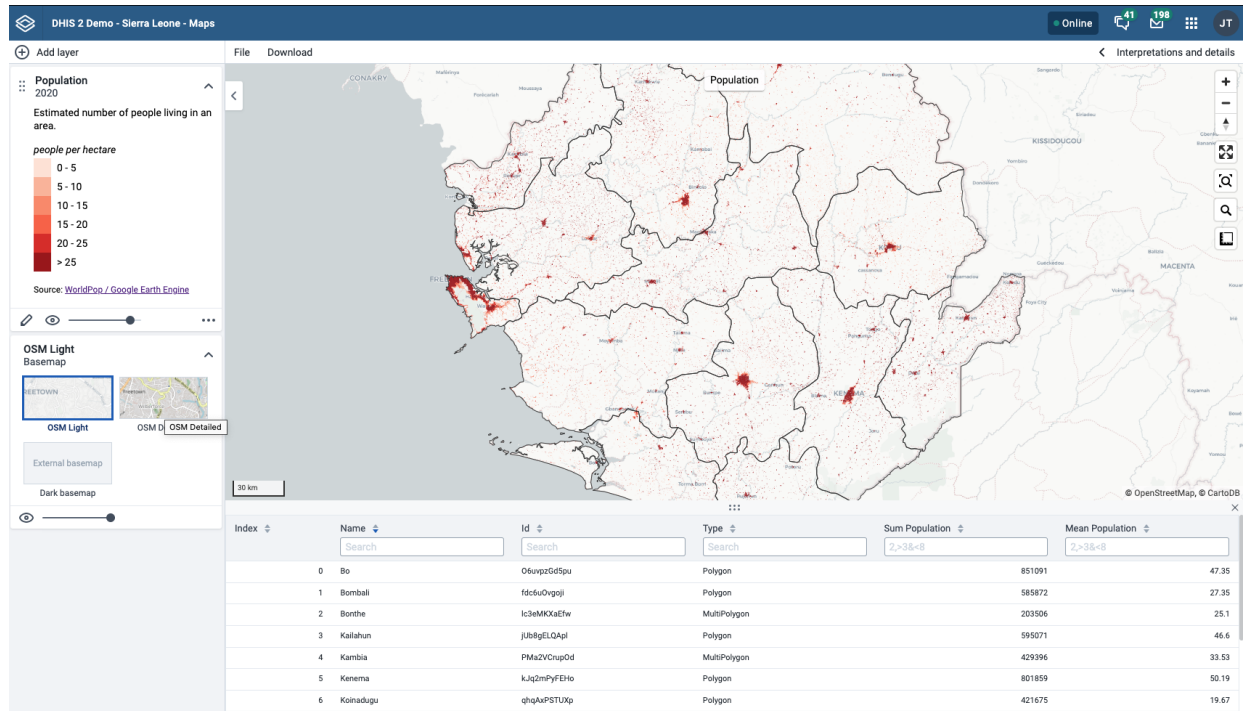 DHIS 2 Demo - Sierra Leone - Maps
Online
41
198
JT
Add layer
File Download
Interpretations and details
Population
2020
Estimated number of people living in an
area.
people per hectare
0 - 5
5 - 10
10 - 15
15 - 20
20 - 25
> 25
Source: WorldPop / Google Earth Engine
OSM Light
Basemap
OSM Light
OSM D
OSM Detailed
External basemap
Dark basemap
Population
CONAKRY
KISSIDOUGOU
MACENTA
30 km
© OpenStreetMap, © CartoDB
Index Name Id Type Sum Population Mean Population
Search Search Search 2,>3&<8 2,>3&<8
0 Bo O6uvpzGd5pu Polygon 851091 47.35
1 Bombali fdc6uOvgoji Polygon 585872 27.35
2 Bonthe lc3eMKXaEfw MultiPolygon 203506 25.1
3 Kailahun jUb8gELQApl Polygon 595071 46.6
4 Kambia PMa2VCrupOd MultiPolygon 429396 33.53
5 Kenema kJq2mPyFEHo Polygon 801859 50.19
6 Koinadugu qhqAxPSTUXp Polygon 421675 19.67